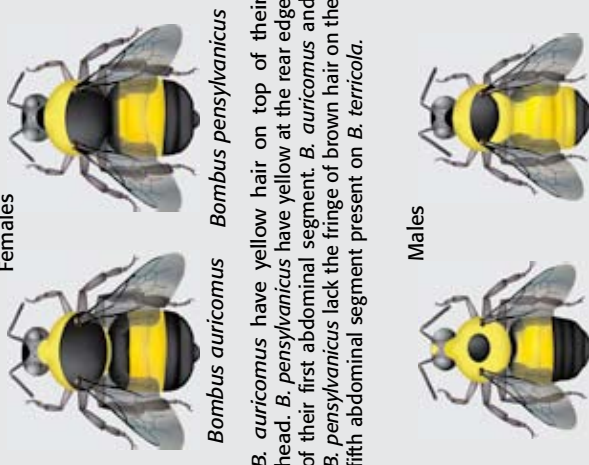 Females
Bombus auricomus Bombus pensylvanicus
B. auricomus have yellow hair on top of their
head. B. pensylvanicus have yellow at the rear edge
of their first abdominal segment. B. auricomus and
B. pensylvanicus lack the fringe of brown hair on the
fifth abdominal segment present on B. terricola.
Males